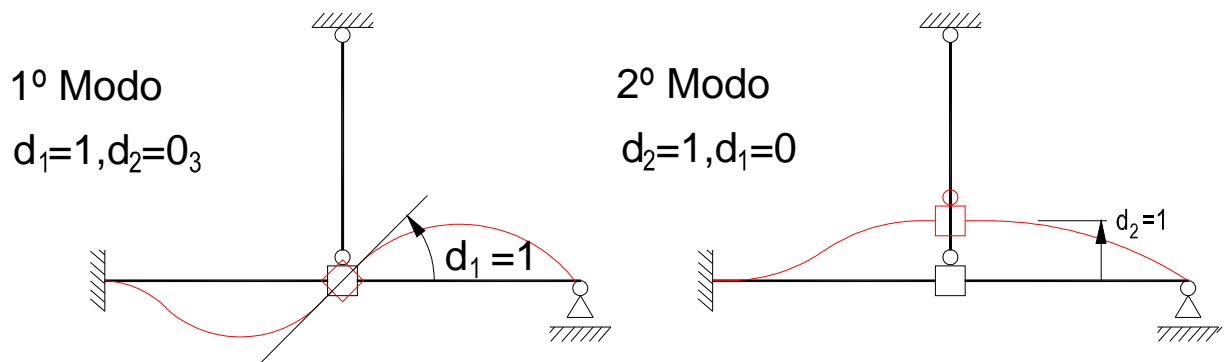 1º Modo
d₁=1,d₂=0₃
d₁ =1
2º Modo
d₂=1,d₁=0
d₂=1